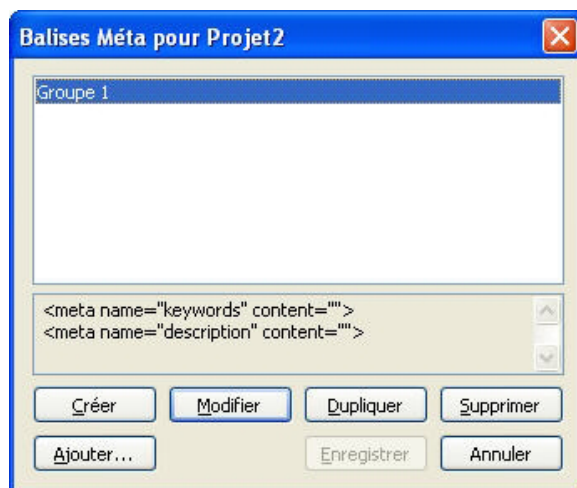 Balises Méta pour Projet2
Groupe 1
<meta name="keywords" content="">
<meta name="description" content="">
Créer Modifier Dupliquer Supprimer
Ajouter... Enregistrer Annuler